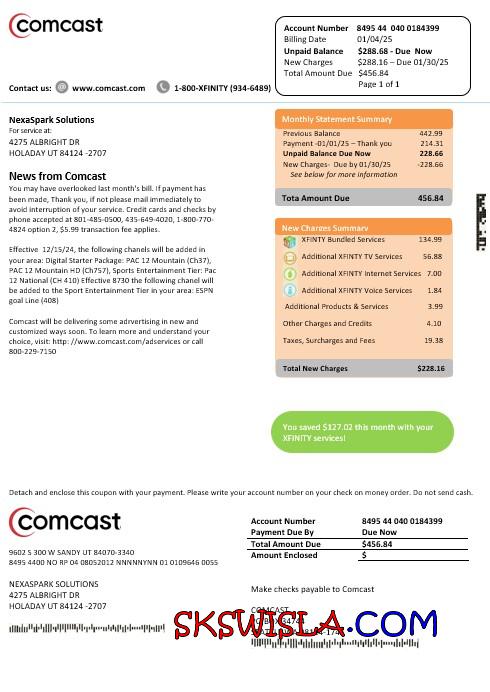 comcast
Account Number 8495 44 040 0184399
Billing Date 01/04/25
Unpaid Balance $288.68 - Due Now
New Charges $288.16 – Due 01/30/25
Total Amount Due $456.84
Page 1 of 1
Contact us: @ www.comcast.com 1-800-XFINITY (934-6489)
NexaSpark Solutions
For service at:
4275 ALBRIGHT DR
HOLADAY UT 84124 -2707
News from Comcast
You may have overlooked last month's bill. If payment has
been made, Thank you, if not please mail immediately to
avoid interruption of your service. Credit cards and checks by
phone accepted at 801-485-0500, 435-649-4020, 1-800-770-
4824 option 2, $5.99 transaction fee applies.
Effective 12/15/24, the following channels will be added in
your area: Digital Starter Package: PAC 12 Mountain (Ch37),
PAC 12 Mountain HD (Ch757), Sports Entertainment Tier: Pac
12 National (CH 410) Effective 8730 the following chanel will
be added to the Sport Entertainment Tier in your area: ESPN
goal Line (408)
Comcast will be delivering some advertising in new and
customized ways soon. To learn more and understand your
choice, visit: http: //www.comcast.com/adservices or call
800-229-7150
Monthly Statement Summary
Previous Balance 442.99
Payment -01/01/25 – Thank you 214.31
Unpaid Balance Due Now 228.66
New Charges- Due by 01/30/25 -228.66
See below for more information
Tota Amount Due 456.84
New Charges Summary
XFINITY Bundled Services 134.99
Additional XFINITY TV Services 56.88
Additional XFINITY Internet Services 7.00
Additional XFINITY Voice Services 1.84
Additional Products & Services 3.99
Other Charges and Credits 4.10
Taxes, Surcharges and Fees 19.38
Total New Charges $228.16
You saved $127.02 this month with your
XFINITY services!
Detach and enclose this coupon with your payment. Please write your account number on your check on money order. Do not send cash.
comcast
9602 S 300 W SANDY UT 84070-3340
8495 4400 NO RP 04 08052012 NNNNNYNN 01 0109646 0055
NEXASPARK SOLUTIONS
4275 ALBRIGHT DR
HOLADAY UT 84124 -2707
Account Number 8495 44 040 0184399
Payment Due By Due Now
Total Amount Due $456.84
Amount Enclosed $
Make checks payable to Comcast
COMCAST
PO BOX 34744
SKSWISLA.COM